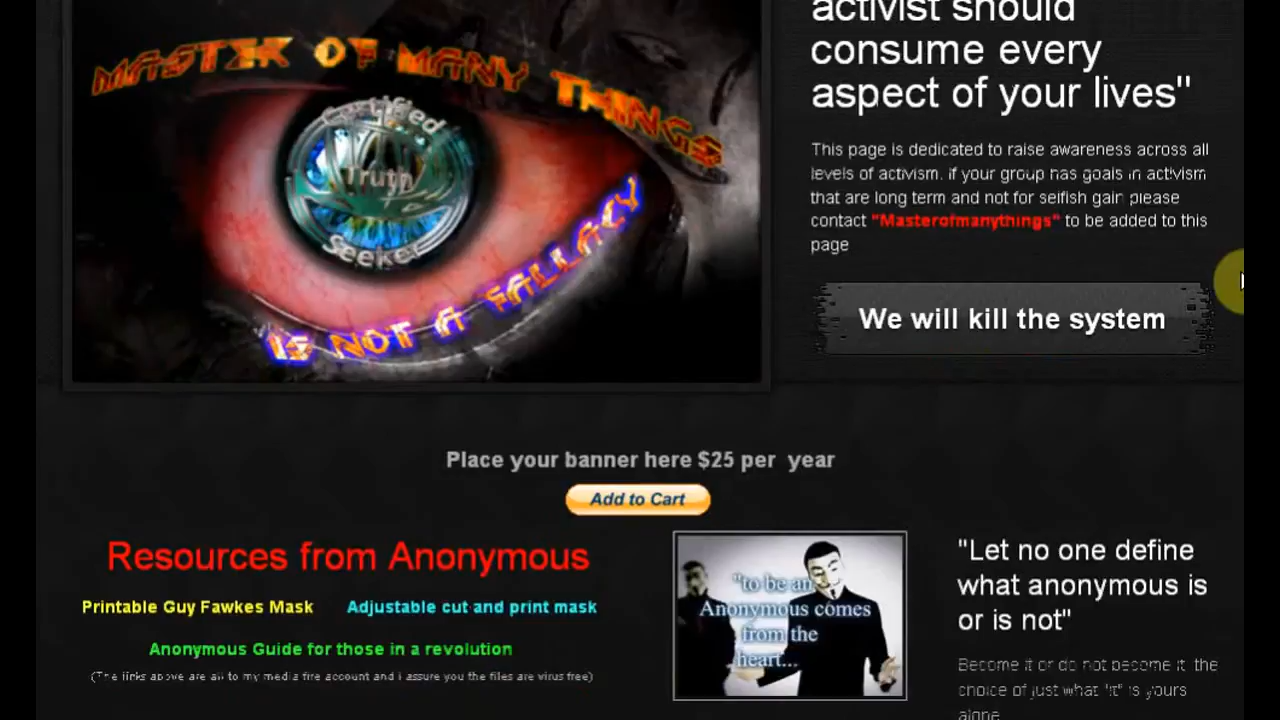 MASTER OF MANY THINGS
Certified
Truth
Seeker
IS NOT A FALLACY
activist should
consume every
aspect of your lives"
This page is dedicated to raise awareness across all
levels of activism. if your group has goals in activism
that are long term and not for selfish gain please
contact "Masterofmanythings" to be added to this
page
We will kill the system
Place your banner here $25 per year
Add to Cart
Resources from Anonymous
Printable Guy Fawkes Mask
Adjustable cut and print mask
Anonymous Guide for those in a revolution
(The links above are all to my media fire account and I assure you the files are virus free)
"to be an
Anonymous comes
from the
heart...
"Let no one define
what anonymous is
or is not"
Become it or do not become it the
choice of just what "it" is yours
alone